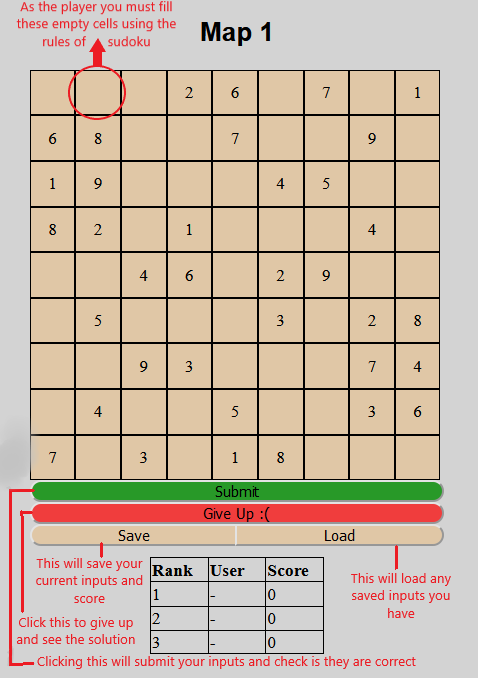 As the player you must fill
these empty cells using the
rules of sudoku
Map 1
2 6 7 1
6 8 7 9
1 9 4 5
8 2 1 4
4 6 2 9
5 3 2 8
9 3 7 4
4 5 3 6
7 3 1 8
Submit
Give Up :(
Save Load
This will save your
current inputs and
score
Rank User Score
1 - 0
2 - 0
3 - 0
This will load any
saved inputs you
have
Click this to give up
and see the solution
Clicking this will submit your inputs and check is they are correct